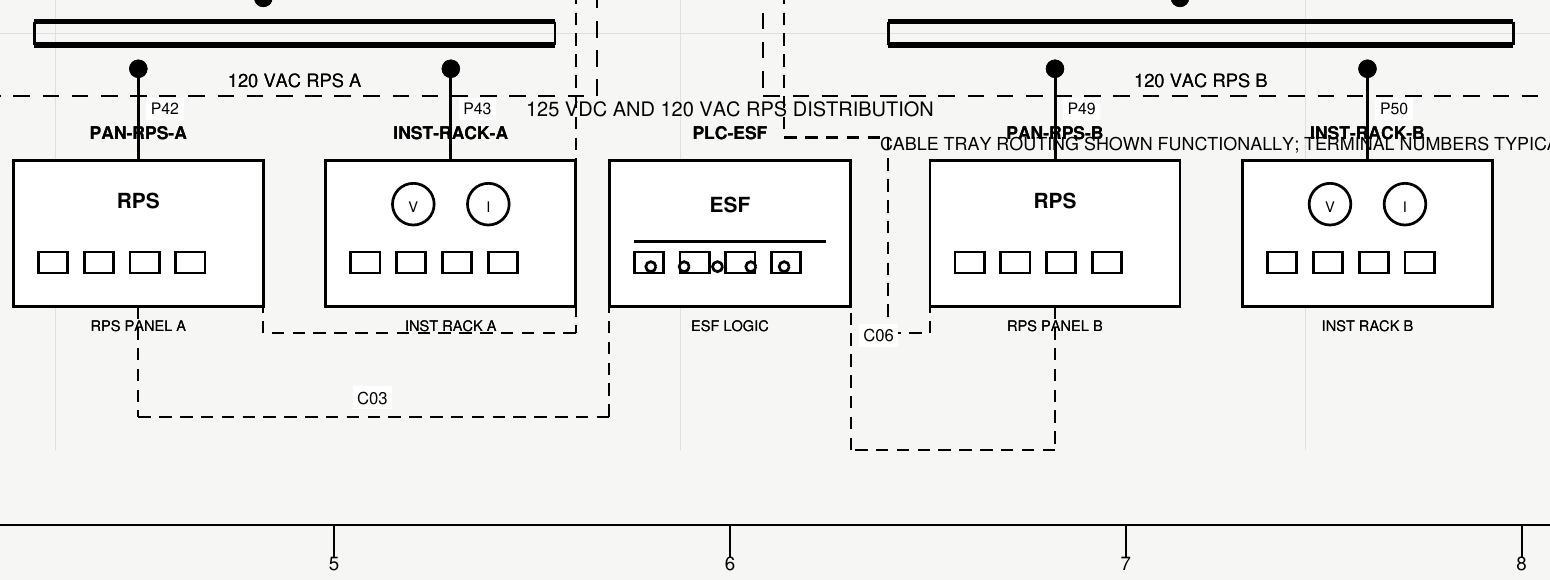 120 VAC RPS A
120 VAC RPS B
P42
P43
125 VDC AND 120 VAC RPS DISTRIBUTION
P49
P50
PAN-RPS-A
INST-RACK-A
PLC-ESF
PAN-RPS-B
INST-RACK-B
CABLE TRAY ROUTING SHOWN FUNCTIONALLY; TERMINAL NUMBERS TYPICA
RPS
V
I
ESF
RPS
V
I
RPS PANEL A
INST RACK A
ESF LOGIC
C06
RPS PANEL B
INST RACK B
C03
5
6
7
8